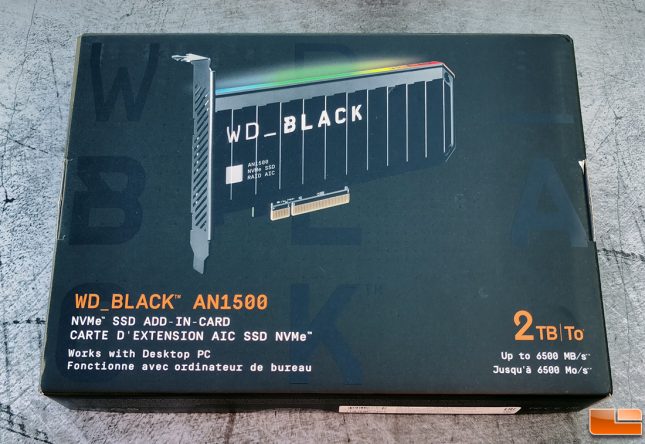 WD_BLACK
AN1500
NVMe SSD
RAID AIC
WD_BLACK™ AN1500
NVMe™ SSD ADD-IN-CARD
CARTE D'EXTENSION AIC SSD NVMe™
Works with Desktop PC
Fonctionne avec ordinateur de bureau
2TB|To
Up to 6500 MB/s
Jusqu'à 6500 Mo/s